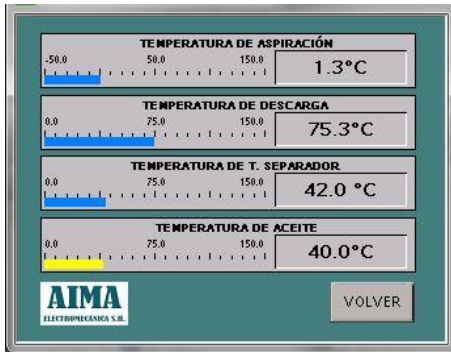 TEMPERATURA DE ASPIRACIÓN
-50.0 50.0 150.0
1.3°C
TEMPERATURA DE DESCARGA
0.0 75.0 150.0
75.3°C
TEMPERATURA DE T. SEPARADOR
0.0 75.0 150.0
42.0 °C
TEMPERATURA DE ACEITE
0.0 75.0 150.0
40.0°C
AIMA
ELECTROMECÁNICA S.R.
VOLVER